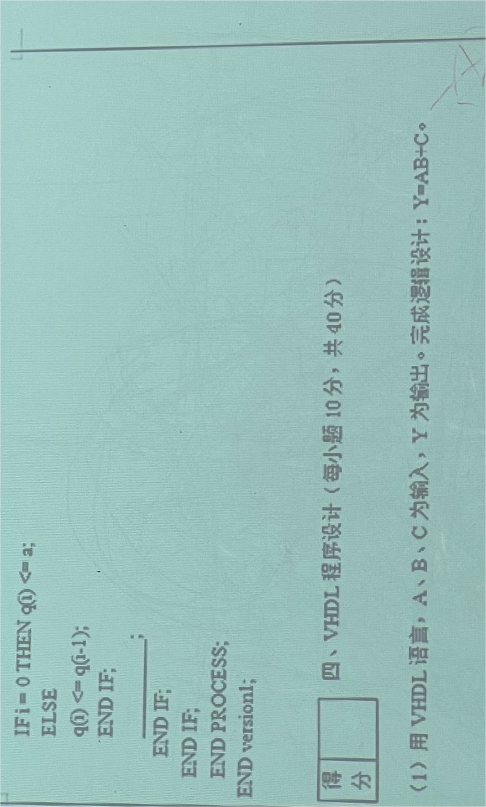 IF i = 0 THEN q(i) <= a;
ELSE
q(i) <= q(i-1);
END IF;
________;
END IF;
END IF;
END PROCESS;
END version1;
得分
四、VHDL 程序设计（每小题 10 分，共 40 分）
（1）用 VHDL 语言，A、B、C 为输入，Y 为输出。完成逻辑设计：Y=AB+C。